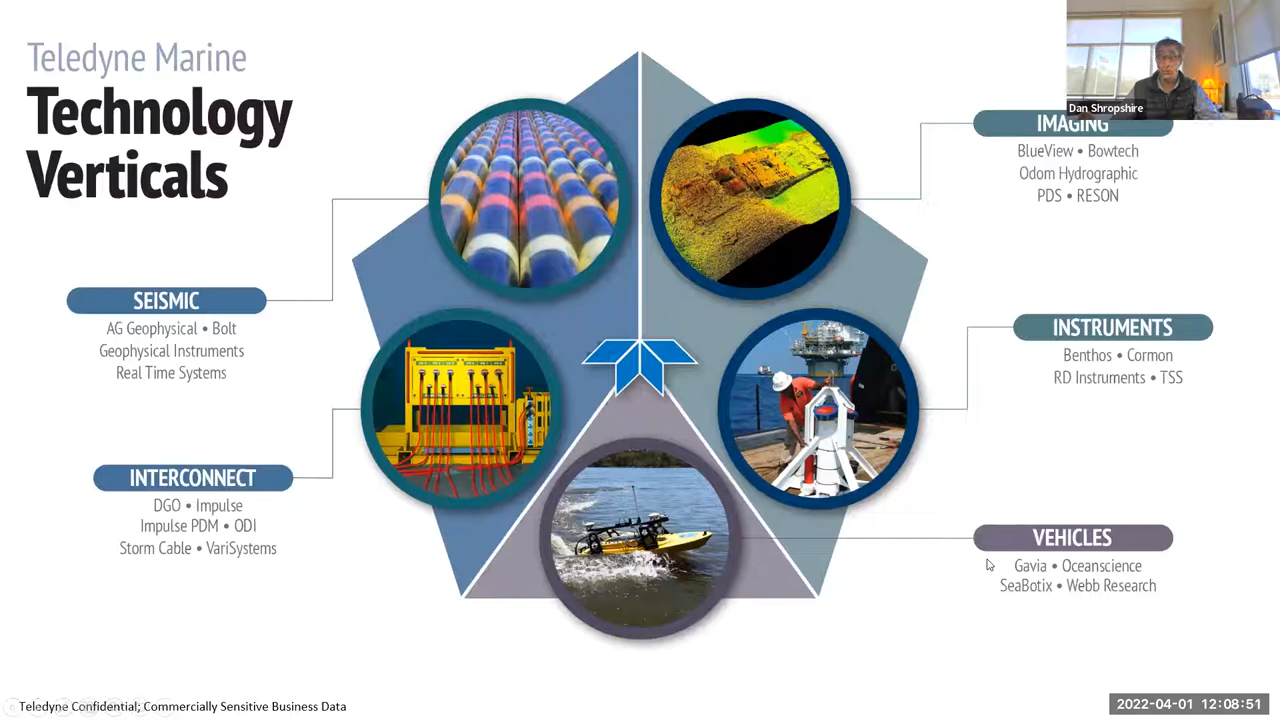 Teledyne Marine
Technology
Verticals
Dan Shropshire
IMAGING
BlueView • Bowtech
Odom Hydrographic
PDS • RESON
SEISMIC
AG Geophysical • Bolt
Geophysical Instruments
Real Time Systems
INSTRUMENTS
Benthos • Cormon
RD Instruments • TSS
INTERCONNECT
DGO • Impulse
Impulse PDM • ODI
Storm Cable • VariSystems
VEHICLES
Gavia • Oceanscience
SeaBotix • Webb Research
Teledyne Confidential; Commercially Sensitive Business Data
2022-04-01 12:08:51